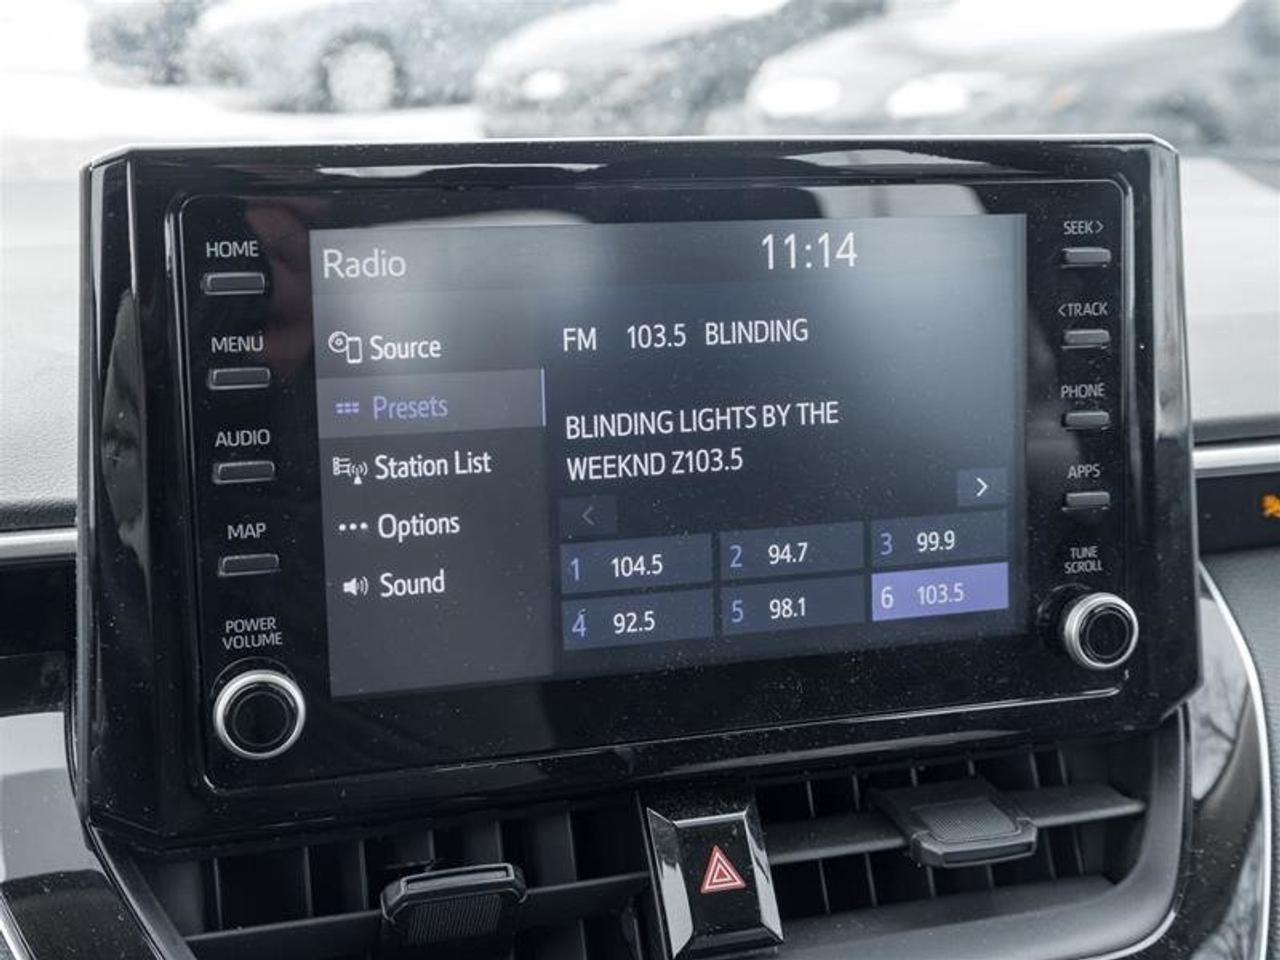 HOME
MENU
AUDIO
MAP
POWER
VOLUME
Radio
11:14
Source
Presets
Station List
Options
Sound
FM 103.5 BLINDING
BLINDING LIGHTS BY THE
WEEKND Z103.5
<
>
1 104.5
2 94.7
3 99.9
4 92.5
5 98.1
6 103.5
SEEK >
< TRACK
PHONE
APPS
TUNE
SCROLL